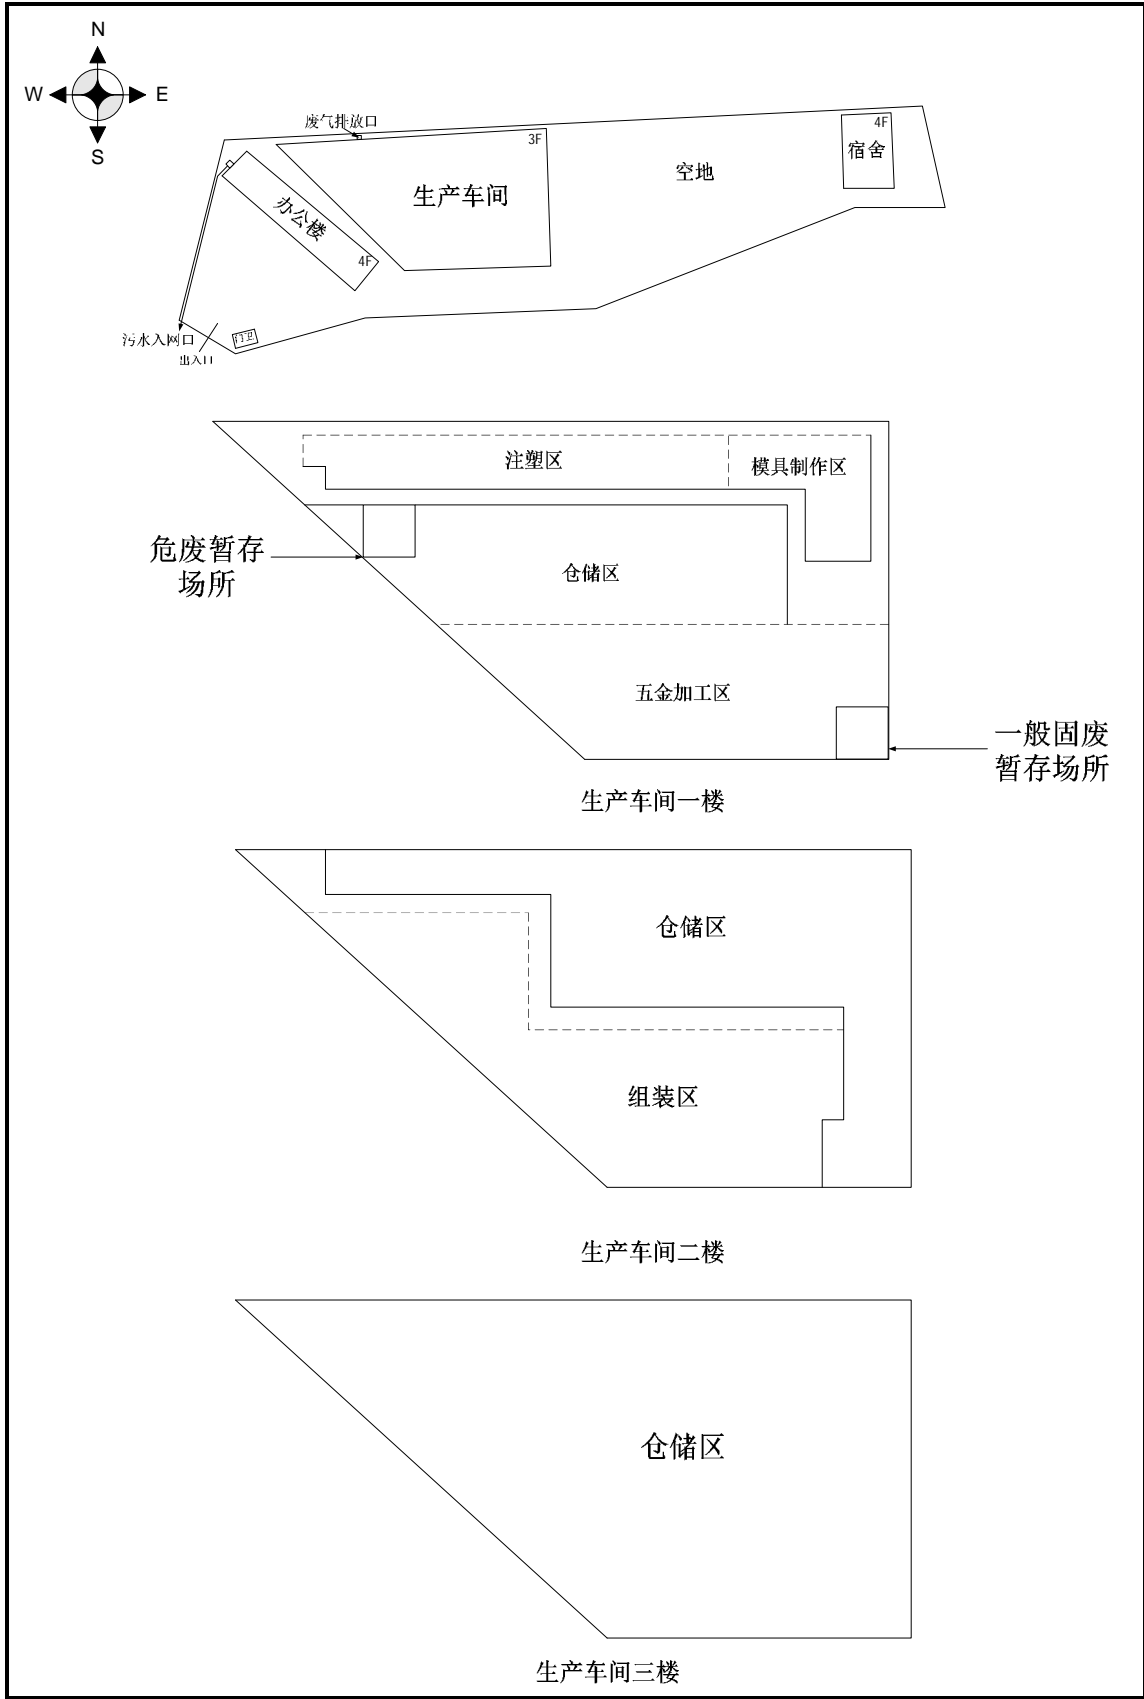 N
W
E
S
废气排放口
3F
4F
宿舍
空地
生产车间
办公楼
4F
污水入网口
门卫
出入口
注塑区
模具制作区
危废暂存
场所
仓储区
五金加工区
一般固废
暂存场所
生产车间一楼
仓储区
组装区
生产车间二楼
仓储区
生产车间三楼